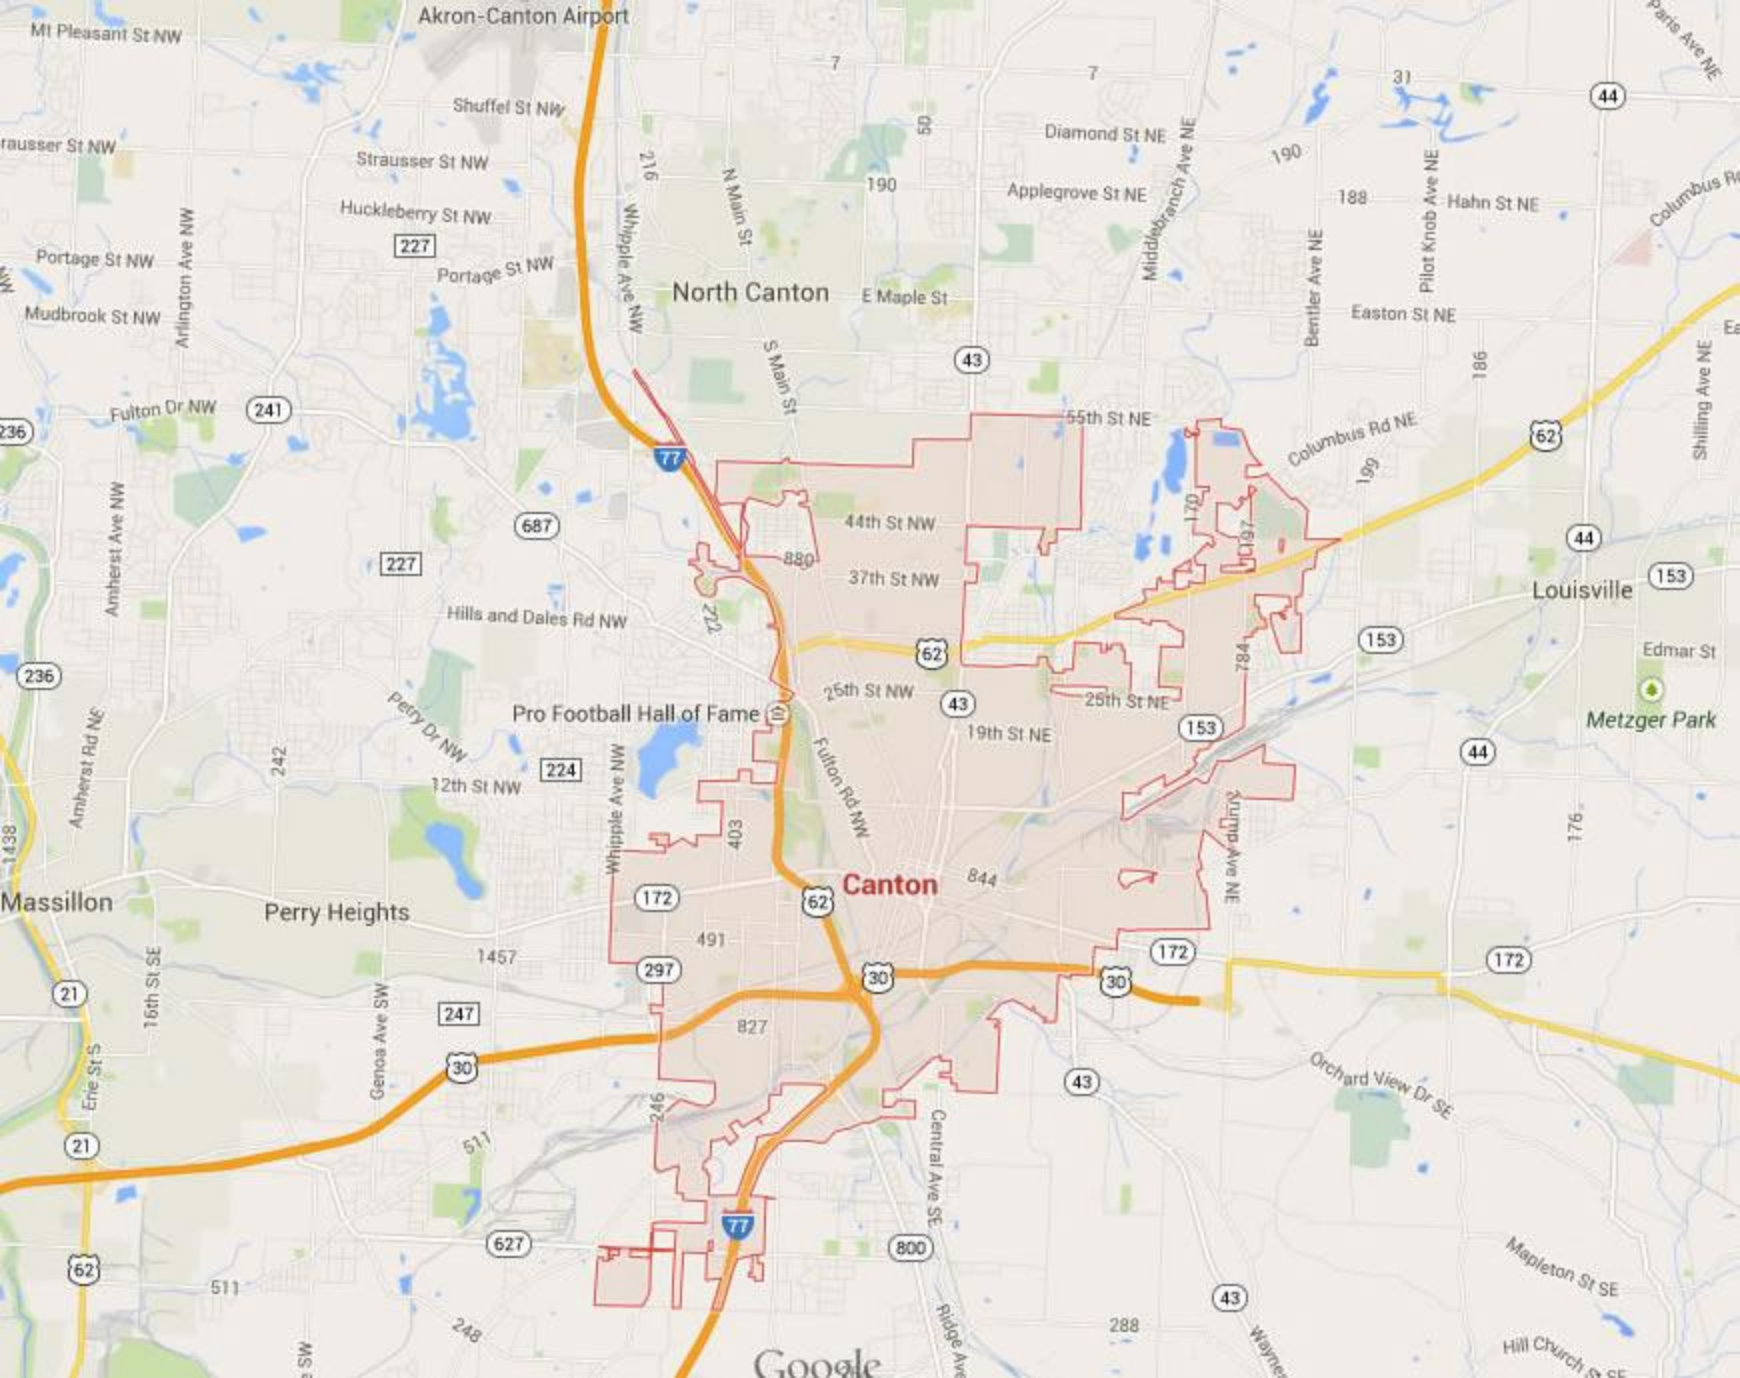 Akron-Canton Airport
Mt Pleasant St NW
7
7
31
Paris Ave NE
44
Shuffel St NW
50
Diamond St NE
Middlebranch Ave NE
190
rausser St NW
Strausser St NW
216
N Main St
190
Applegrove St NE
188
Pilot Knob Ave NE
Hahn St NE
Columbus Rd
Huckleberry St NW
227
Arlington Ave NW
Whipple Ave NW
Portage St NW
Portage St NW
NW
North Canton
E Maple St
Bentler Ave NE
Easton St NE
Mudbrook St NW
S Main St
43
186
Shilling Ave NE
Fulton Dr NW
241
236
55th St NE
Columbus Rd NE
62
77
199
Amherst Ave NW
687
44th St NW
170
197
44
227
880
37th St NW
Louisville
153
Hills and Dales Rd NW
222
62
153
236
784
Edmar St
Perry Dr NW
25th St NW
43
25th St NE
Pro Football Hall of Fame
19th St NE
153
Metzger Park
44
Amherst Rd NE
242
224
12th St NW
Whipple Ave NW
Fulton Rd NW
1438
403
176
Canton
844
Massillon
Perry Heights
172
62
491
1457
172
172
297
30
30
21
16th St SE
Genoa Ave SW
247
827
30
Erie St S
43
Orchard View Dr SE
246
Central Ave SE
21
511
77
627
800
62
511
Mapleton St SE
43
248
288
Ridge Ave
SW
Hill Church St SE
Google